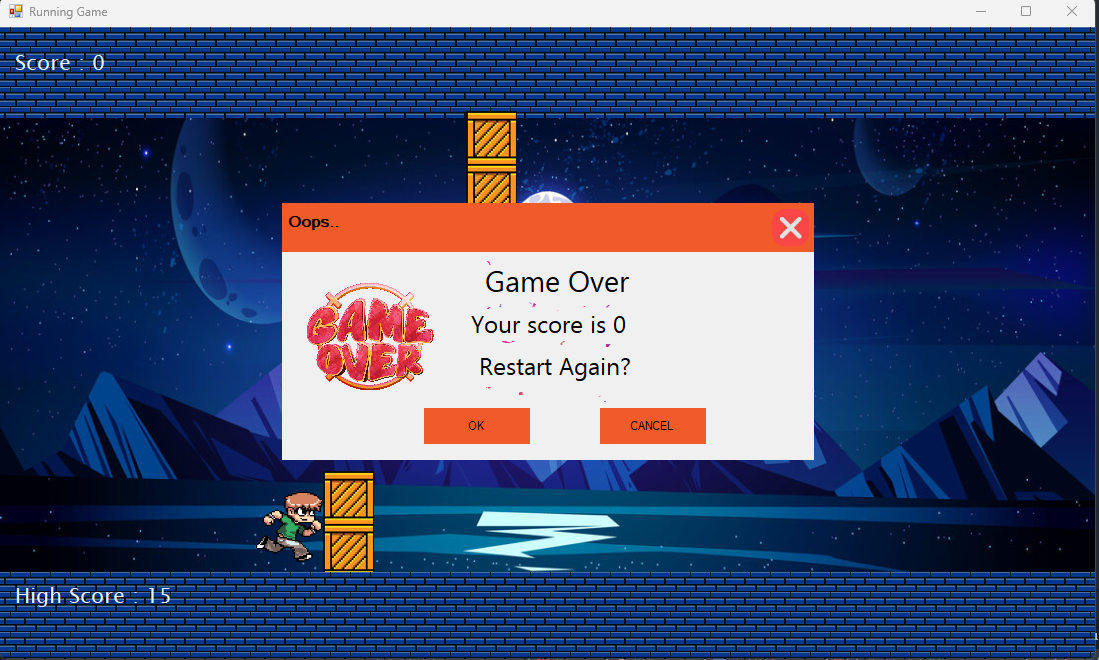 Running Game
Score : 0
Oops..
GAME
OVER
Game Over
Your score is 0
Restart Again?
OK
CANCEL
High Score : 15